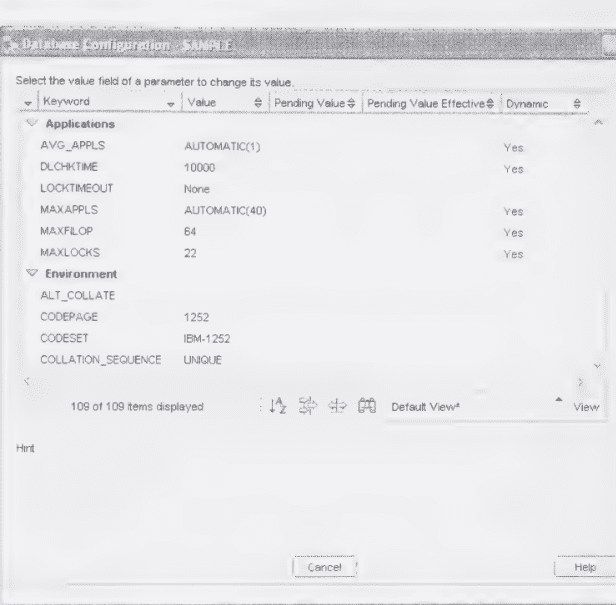 Database Configuration - SAMPLE
Select the value field of a parameter to change its value.
Keyword Value Pending Value Pending Value Effective Dynamic
Applications
AVG_APPLS AUTOMATIC(1) Yes
DLCHKTIME 10000 Yes
LOCKTIMEOUT None
MAXAPPLS AUTOMATIC(40) Yes
MAXFILOP 64 Yes
MAXLOCKS 22 Yes
Environment
ALT_COLLATE
CODEPAGE 1252
CODESET IBM-1252
COLLATION_SEQUENCE UNIQUE
109 of 109 items displayed Default View* View
Hint
Cancel Help